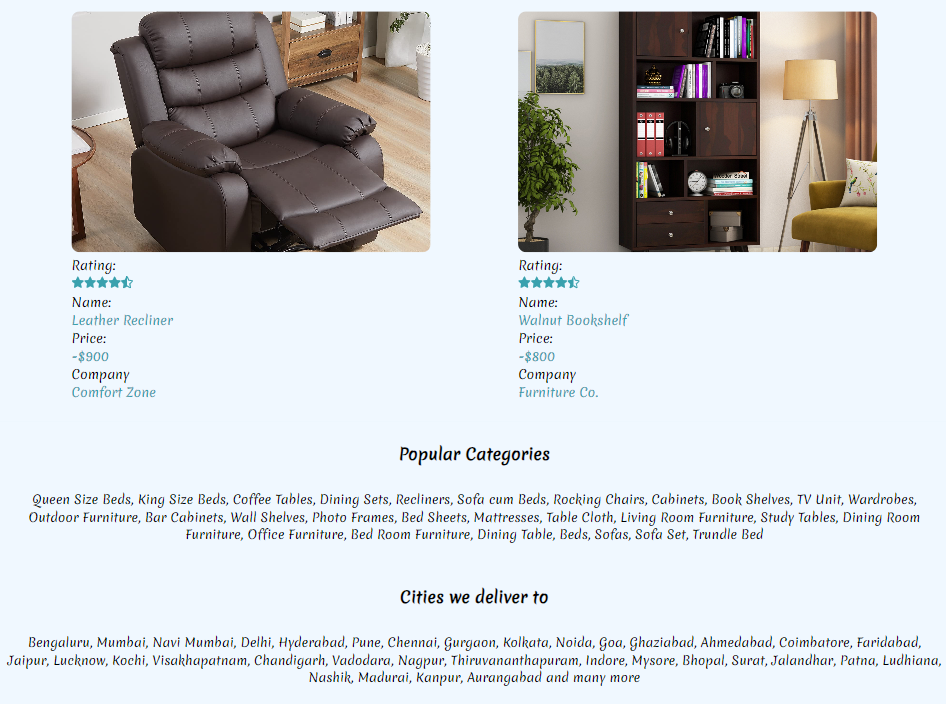 Rating:
Name:
Leather Recliner
Price:
-$900
Company
Comfort Zone
Rating:
Name:
Walnut Bookshelf
Price:
-$800
Company
Furniture Co.
Popular Categories
Queen Size Beds, King Size Beds, Coffee Tables, Dining Sets, Recliners, Sofa cum Beds, Rocking Chairs, Cabinets, Book Shelves, TV Unit, Wardrobes,
Outdoor Furniture, Bar Cabinets, Wall Shelves, Photo Frames, Bed Sheets, Mattresses, Table Cloth, Living Room Furniture, Study Tables, Dining Room
Furniture, Office Furniture, Bed Room Furniture, Dining Table, Beds, Sofas, Sofa Set, Trundle Bed
Cities we deliver to
Bengaluru, Mumbai, Navi Mumbai, Delhi, Hyderabad, Pune, Chennai, Gurgaon, Kolkata, Noida, Goa, Ghaziabad, Ahmedabad, Coimbatore, Faridabad,
Jaipur, Lucknow, Kochi, Visakhapatnam, Chandigarh, Vadodara, Nagpur, Thiruvananthapuram, Indore, Mysore, Bhopal, Surat, Jalandhar, Patna, Ludhiana,
Nashik, Madurai, Kanpur, Aurangabad and many more